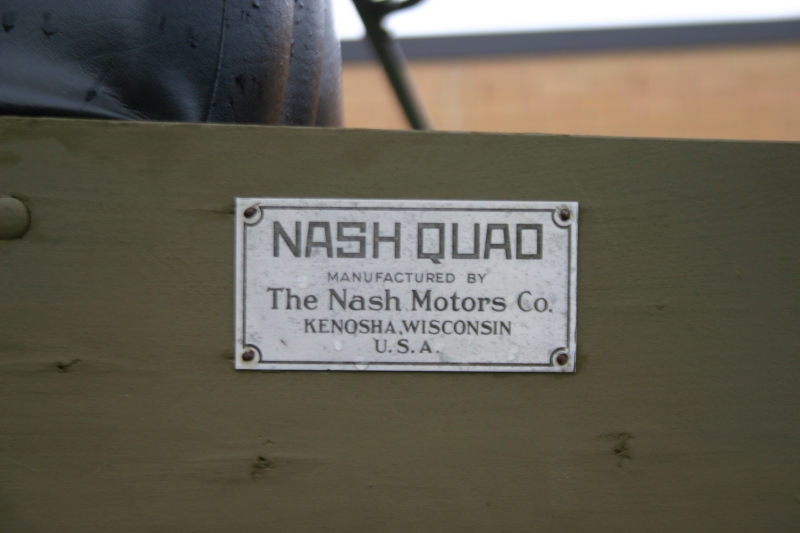 NASH QUAD
MANUFACTURED BY
The Nash Motors Co.
KENOSHA, WISCONSIN
U.S.A.